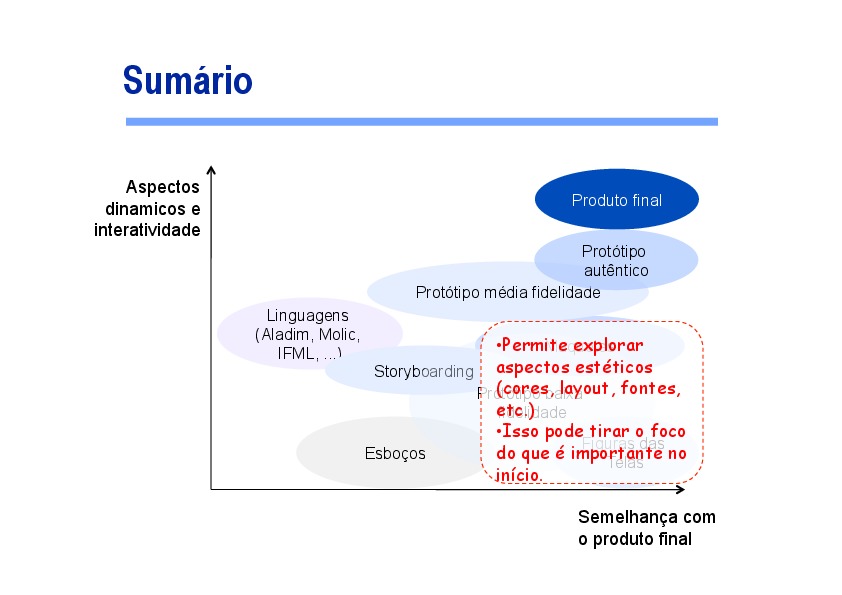 Sumário
Aspectos
dinamicos e
interatividade
Produto final
Protótipo
autêntico
Protótipo média fidelidade
Linguagens
(Aladim, Molic,
IFML, ...)
Storyboarding
Protótipo baixa
fidelidade
Esboços
Figuras das
Telas
•Permite explorar
aspectos estéticos
(cores, layout, fontes,
etc.)
•Isso pode tirar o foco
do que é importante no
início.
Semelhança com
o produto final